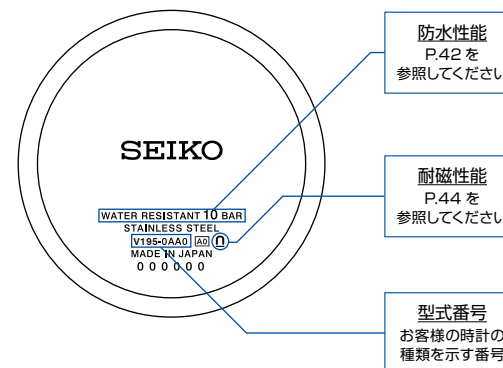 SEIKO
WATER RESISTANT 10 BAR
STAINLESS STEEL
V195-0AA0 A0
MADE IN JAPAN
000000
防水性能
P.42 を
参照してください
耐磁性能
P.44 を
参照してください
型式番号
お客様の時計の
種類を示す番号